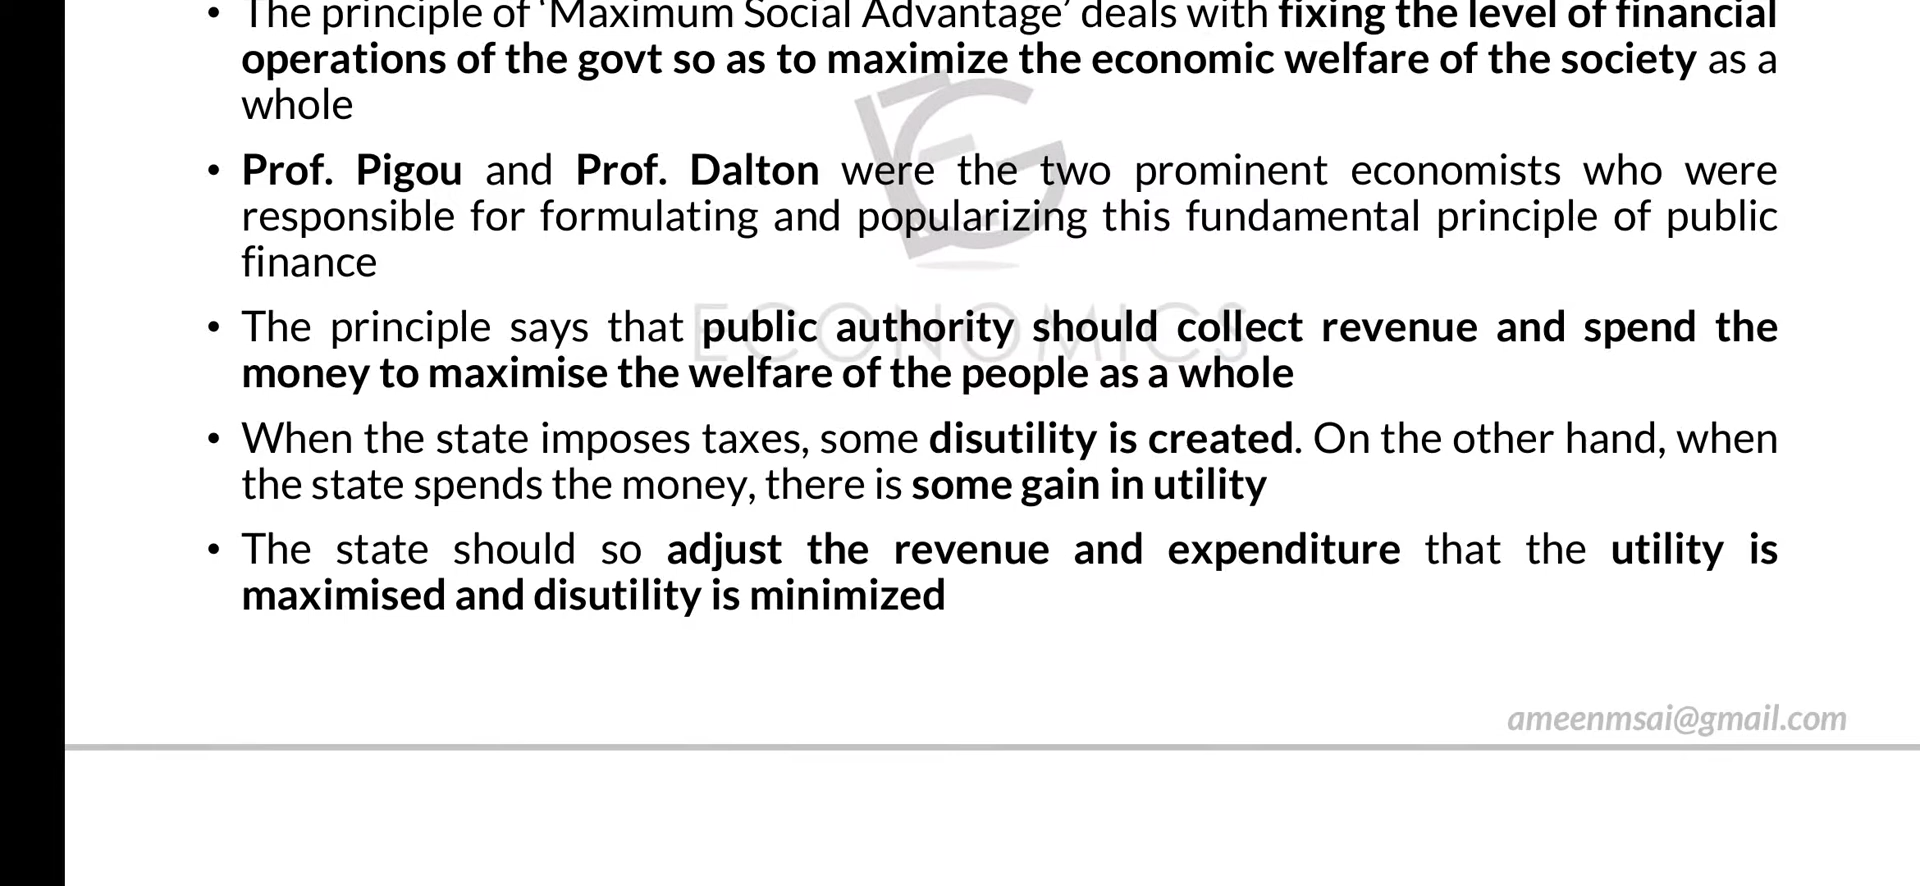 • The principle of ‘Maximum Social Advantage’ deals with fixing the level of financial
operations of the govt so as to maximize the economic welfare of the society as a
whole
• Prof. Pigou and Prof. Dalton were the two prominent economists who were
responsible for formulating and popularizing this fundamental principle of public
finance
• The principle says that public authority should collect revenue and spend the
ECONOMICS
money to maximise the welfare of the people as a whole
• When the state imposes taxes, some disutility is created. On the other hand, when
the state spends the money, there is some gain in utility
• The state should so adjust the revenue and expenditure that the utility is
maximised and disutility is minimized
ameenmsai@gmail.com